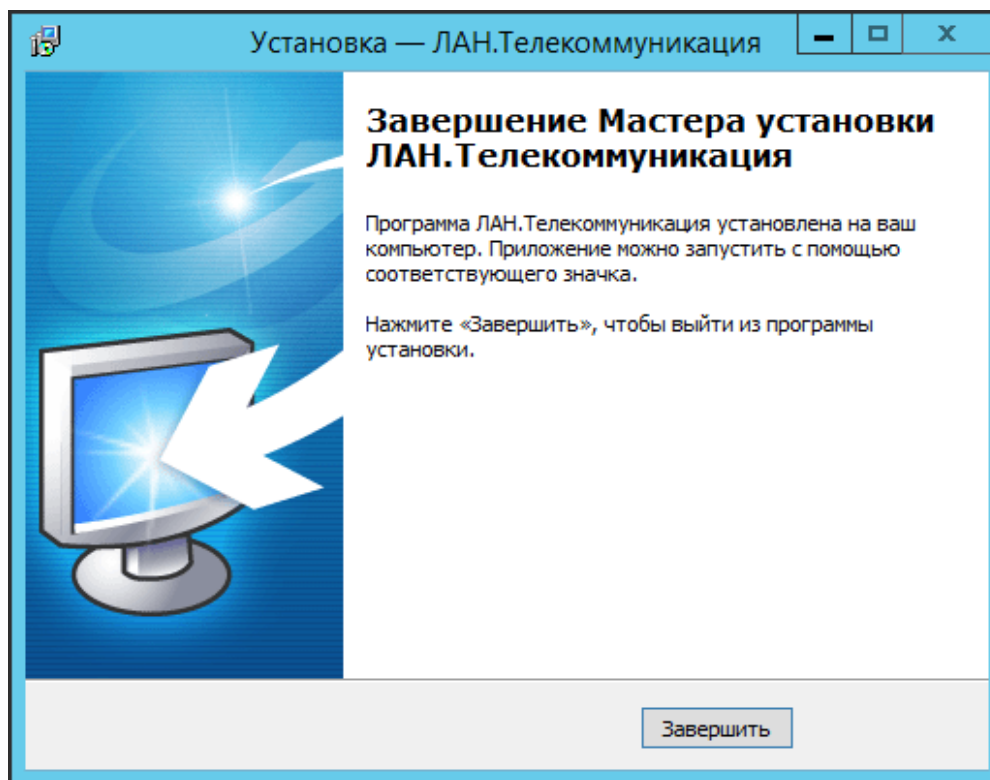 Установка — ЛАН.Телекоммуникация
Завершение Мастера установки
ЛАН.Телекоммуникация
Программа ЛАН.Телекоммуникация установлена на ваш
компьютер. Приложение можно запустить с помощью
соответствующего значка.
Нажмите «Завершить», чтобы выйти из программы
установки.
Завершить